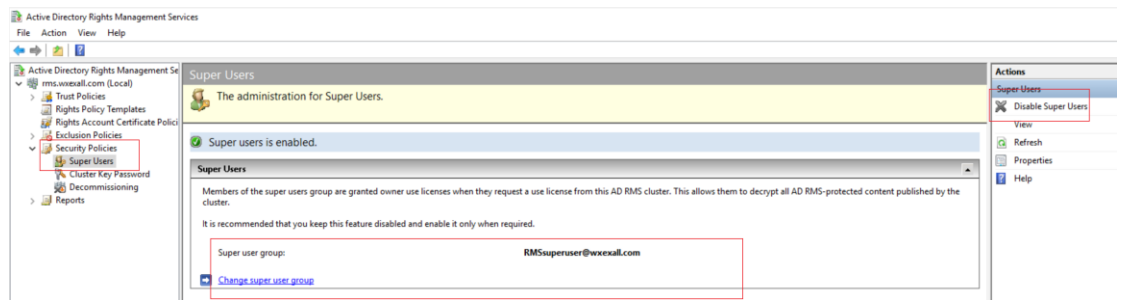 Active Directory Rights Management Services
File Action View Help
Active Directory Rights Management Se
rms.wxexall.com (Local)
Trust Policies
Rights Policy Templates
Rights Account Certificate Polici
Exclusion Policies
Security Policies
Super Users
Cluster Key Password
Decommissioning
Reports
Super Users
The administration for Super Users.
Super users is enabled.
Super Users
Members of the super users group are granted owner use licenses when they request a use license from this AD RMS cluster. This allows them to decrypt all AD RMS-protected content published by the
cluster.
It is recommended that you keep this feature disabled and enable it only when required.
Super user group: RMSsuperuser@wxexall.com
Change super user group
Actions
Super Users
Disable Super Users
View
Refresh
Properties
Help